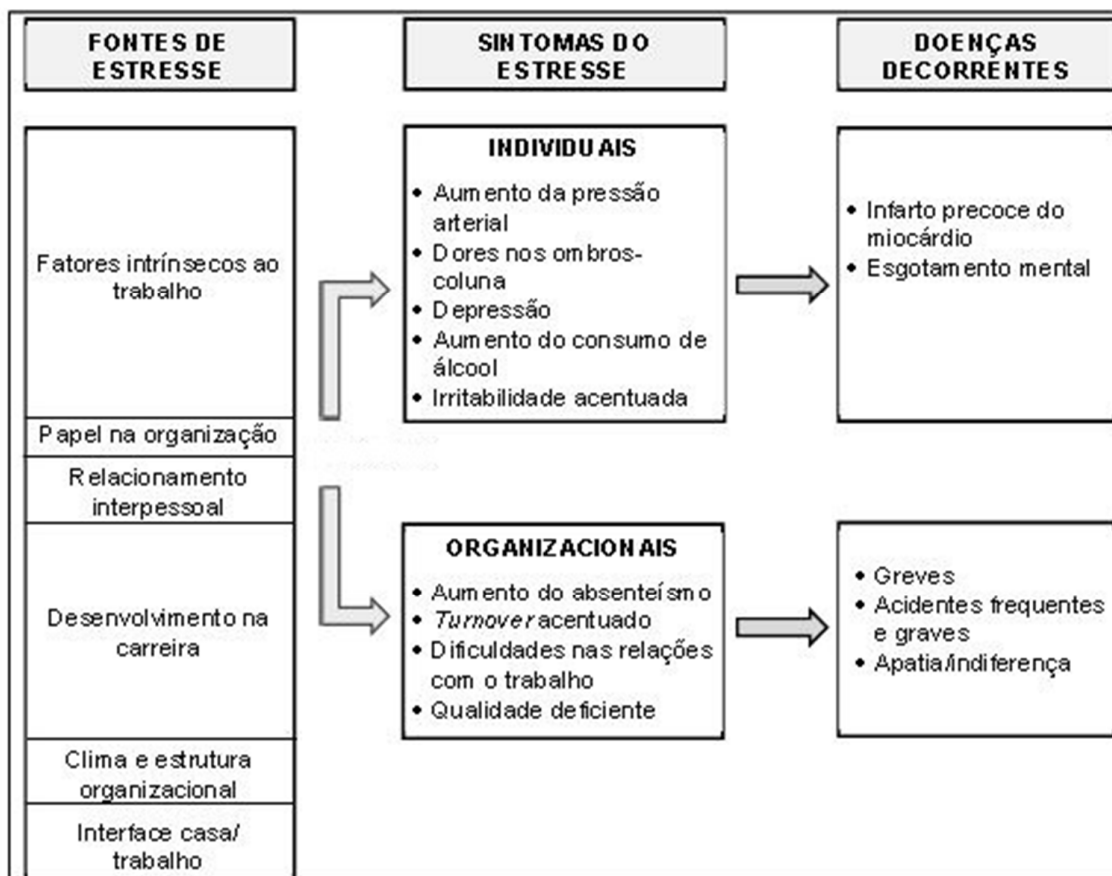 FONTES DE
ESTRESSE
SINTOMAS DO
ESTRESSE
DOENÇAS
DECORRENTES
Fatores intrínsecos ao
trabalho
Papel na organização
Relacionamento
interpessoal
Desenvolvimento na
carreira
Clima e estrutura
organizacional
Interface casa/
trabalho
INDIVIDUAIS
• Aumento da pressão
arterial
• Dores nos ombros-
coluna
• Depressão
• Aumento do consumo de
álcool
• Irritabilidade acentuada
ORGANIZACIONAIS
• Aumento do absenteísmo
• Turnover acentuado
• Dificuldades nas relações
com o trabalho
• Qualidade deficiente
• Infarto precoce do
miocárdio
• Esgotamento mental
• Greves
• Acidentes frequentes
e graves
• Apatia/indiferença